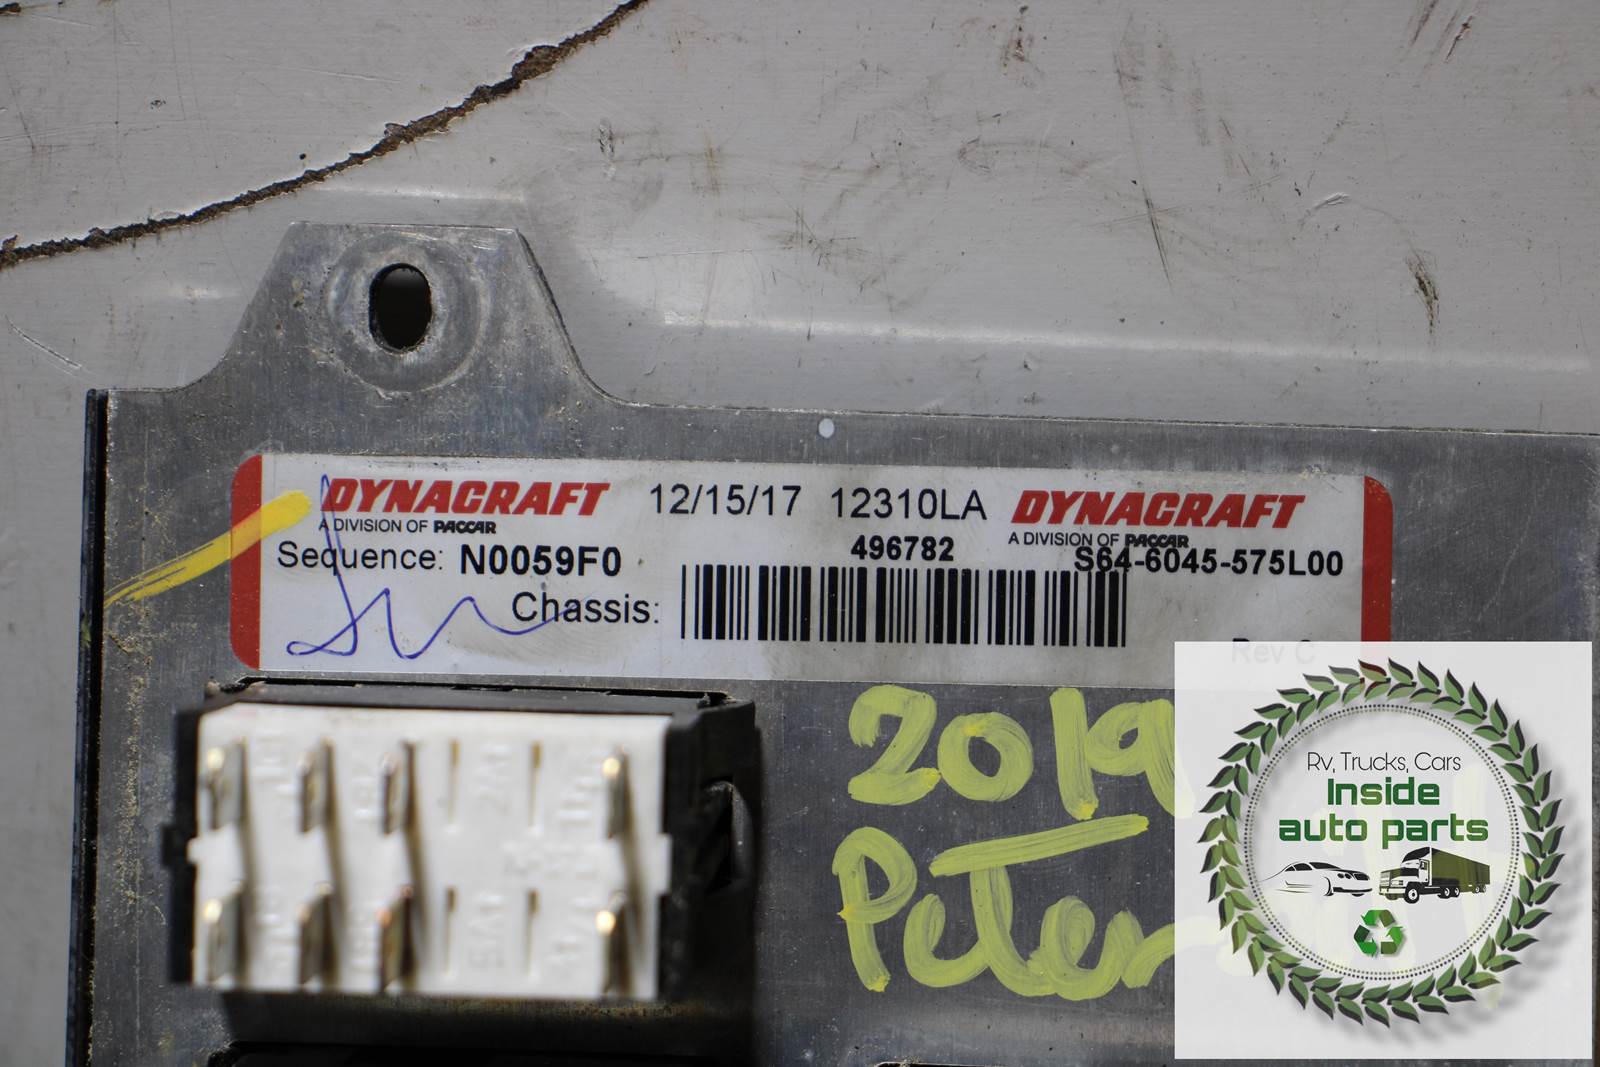 DYNACRAFT 12/15/17 12310LA DYNACRAFT
A DIVISION OF PACCAR A DIVISION OF PACCAR
Sequence: N0059F0 496782 S64-6045-575L00
Chassis:
Rev C
2019
Peter
Rv, Trucks, Cars
Inside
auto parts